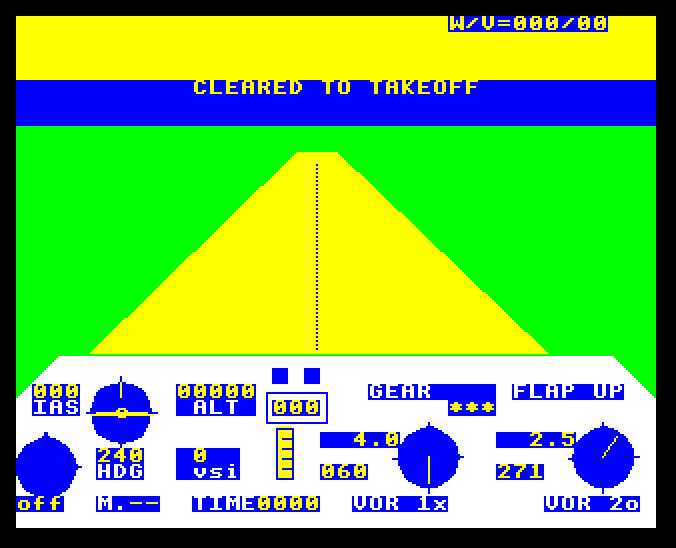 W/V=000/00
CLEARED TO TAKEOFF
000 00000 GEAR FLAP UP
IAS ALT 000 ***
4.0 2.5
240 0
HDG vsi 060 271
off M.-- TIME0000 VOR 1x VOR 2o